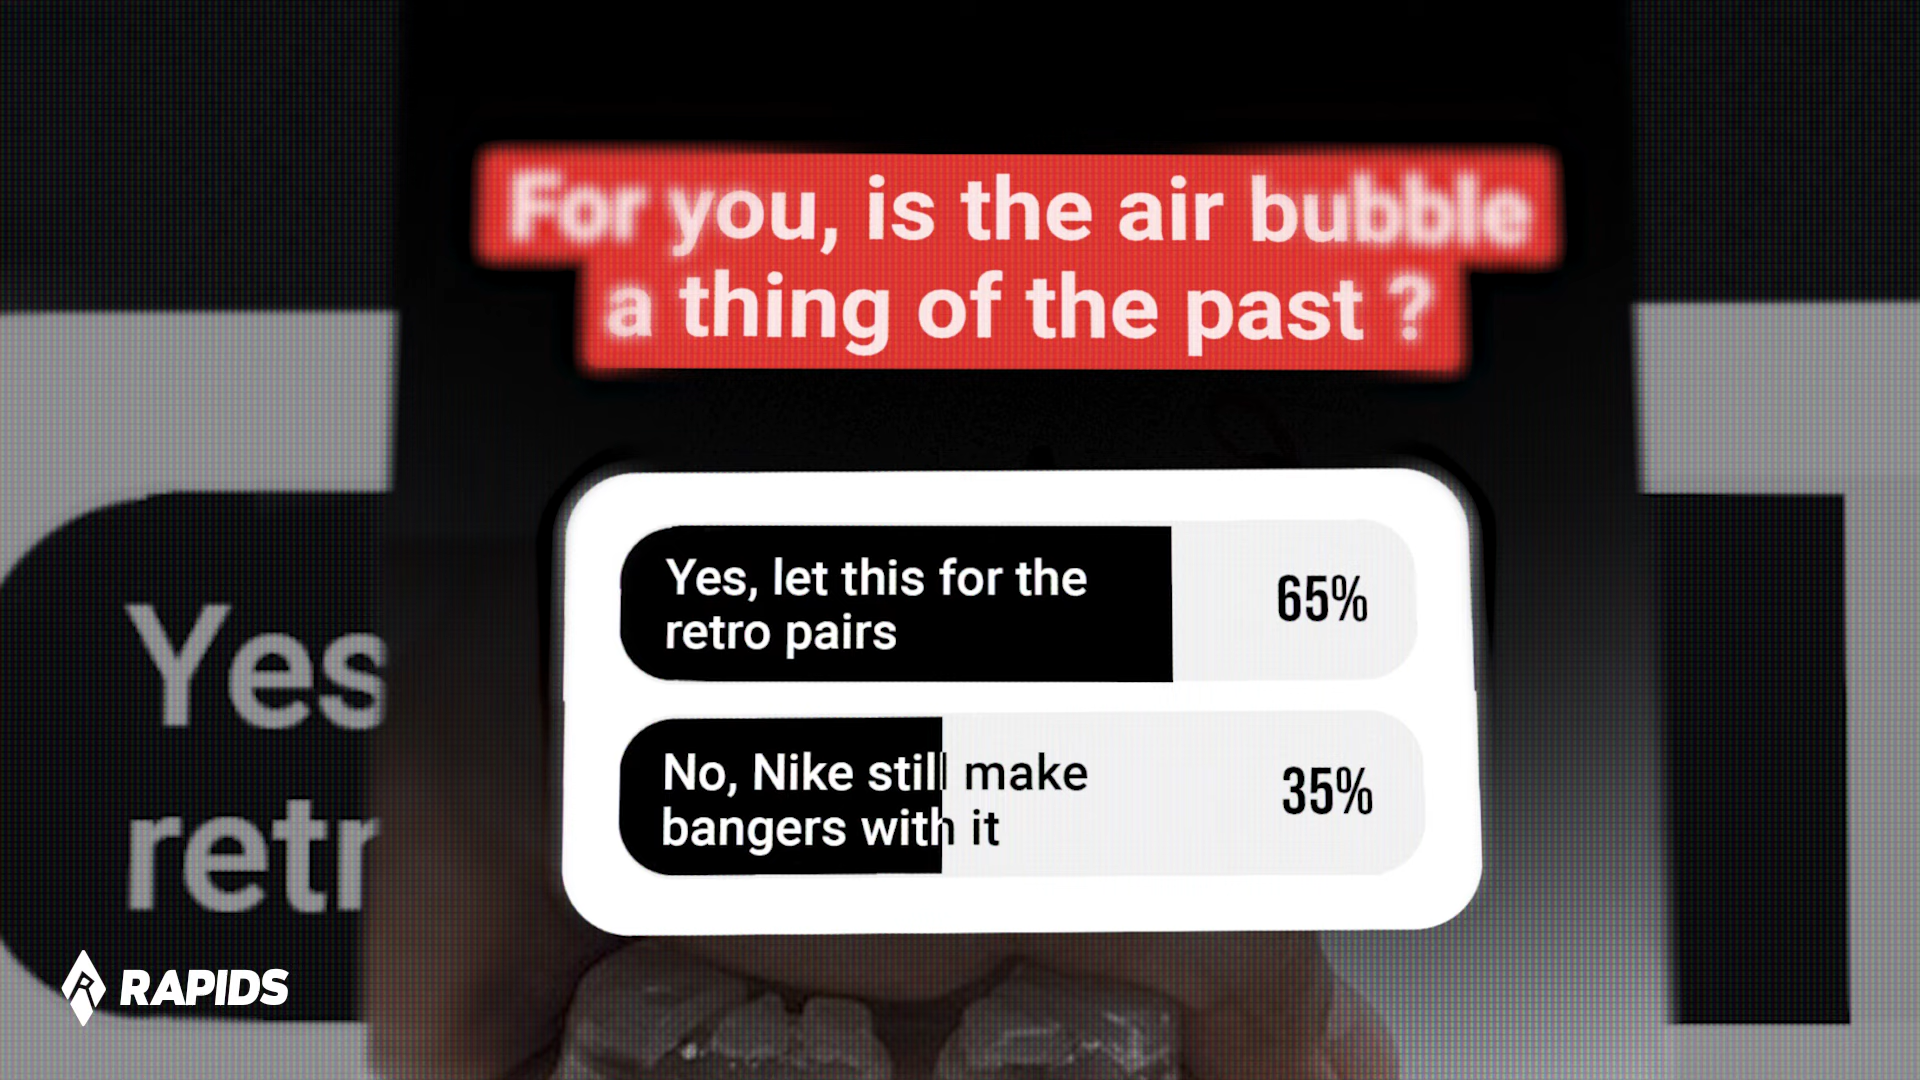 For you, is the air bubble
a thing of the past ?
Yes, let this for the
retro pairs
65%
No, Nike still make
bangers with it
35%
Yes
retr
RAPIDS